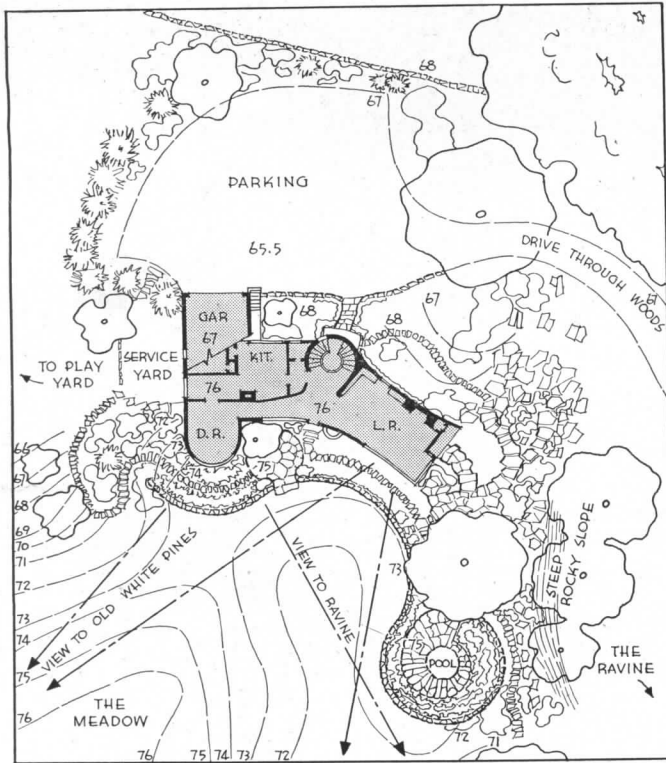 68
67
PARKING
65.5
DRIVE THROUGH WOODS
67
67
68
68
GAR
67
KIT.
TO PLAY
YARD
SERVICE
YARD
76
76
L.R.
D.R.
72
73
74
75
66
67
68
69
70
71
72
73
74
75
76
VIEW TO OLD WHITE PINES
VIEW TO RAVINE
73
STEEP
ROCKY SLOPE
75
POOL
THE
RAVINE
THE
MEADOW
76
75
74
73
72
72
71